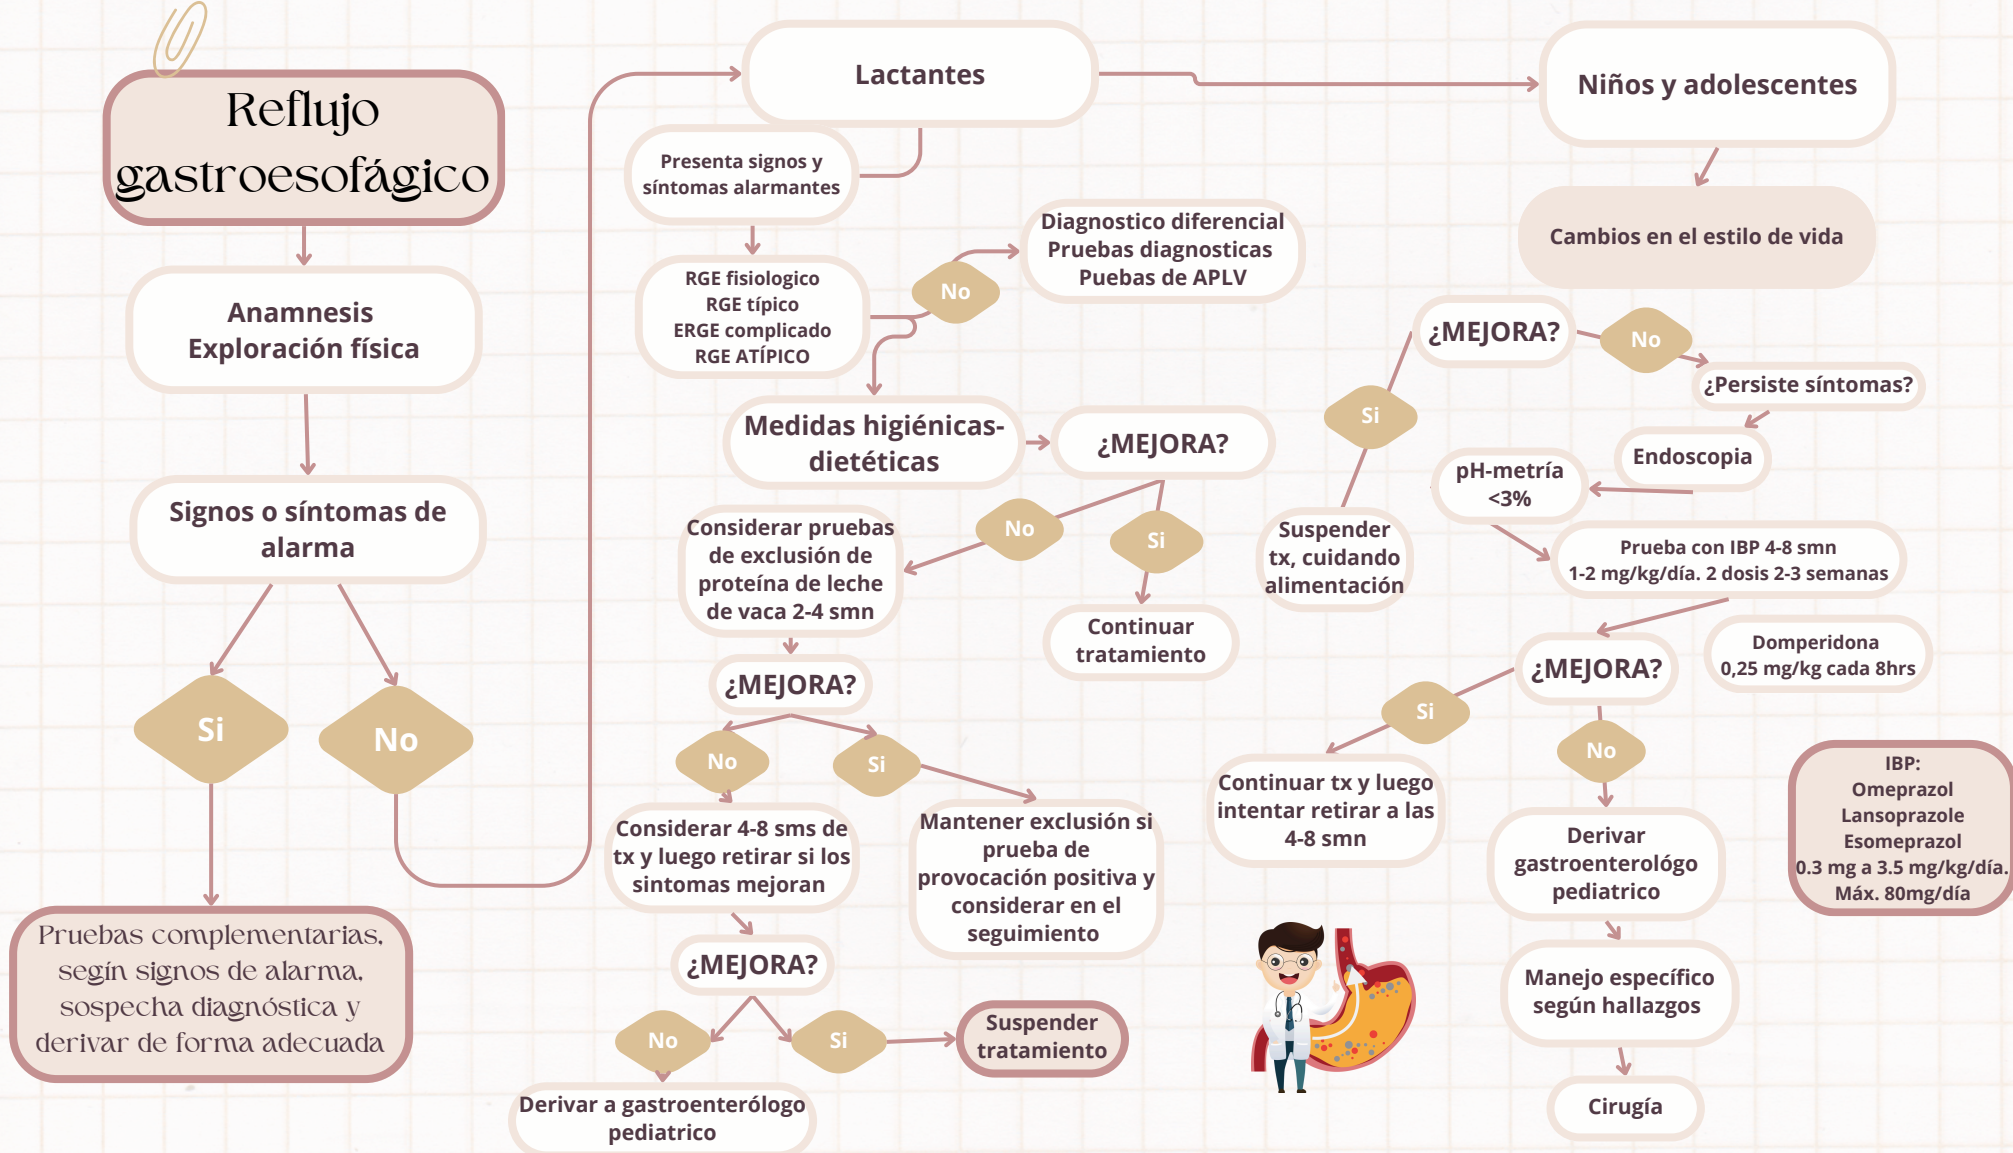 Reflujo
gastroesofágico
Anamnesis
Exploración física
Signos o síntomas de
alarma
Si
No
Pruebas complementarias,
segín signos de alarma,
sospecha diagnóstica y
derivar de forma adecuada
Lactantes
Presenta signos y
síntomas alarmantes
RGE fisiologico
RGE típico
ERGE complicado
RGE ATÍPICO
No
Diagnostico diferencial
Pruebas diagnosticas
Puebas de APLV
Medidas higiénicas-
dietéticas
¿MEJORA?
No
Si
Considerar pruebas
de exclusión de
proteína de leche
de vaca 2-4 smn
Continuar
tratamiento
¿MEJORA?
No
Si
Considerar 4-8 sms de
tx y luego retirar si los
sintomas mejoran
Mantener exclusión si
prueba de
provocación positiva y
considerar en el
seguimiento
¿MEJORA?
No
Si
Suspender
tratamiento
Derivar a gastroenterólogo
pediatrico
Niños y adolescentes
Cambios en el estilo de vida
¿MEJORA?
No
Si
¿Persiste síntomas?
Endoscopia
pH-metría
<3%
Suspender
tx, cuidando
alimentación
Prueba con IBP 4-8 smn
1-2 mg/kg/día. 2 dosis 2-3 semanas
Domperidona
0,25 mg/kg cada 8hrs
¿MEJORA?
Si
No
Continuar tx y luego
intentar retirar a las
4-8 smn
Derivar
gastroenterológo
pediatrico
Manejo específico
según hallazgos
Cirugía
IBP:
Omeprazol
Lansoprazole
Esomeprazol
0.3 mg a 3.5 mg/kg/día.
Máx. 80mg/día